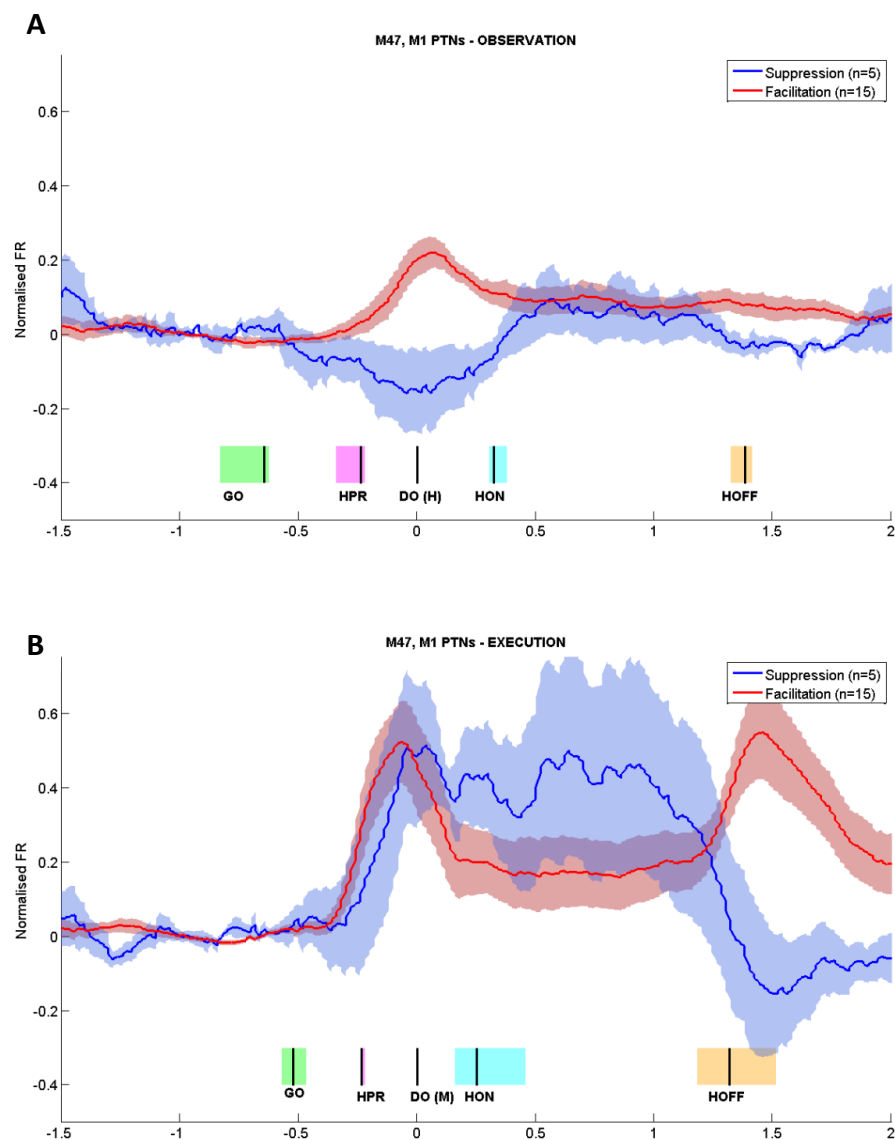 A
M47, M1 PTNs - OBSERVATION
Suppression (n=5)
Facilitation (n=15)
Normalised FR
0.6
0.4
0.2
0
-0.2
-0.4
GO
HPR
DO (H)
HON
HOFF
-1.5
-1
-0.5
0
0.5
1
1.5
2
B
M47, M1 PTNs - EXECUTION
Suppression (n=5)
Facilitation (n=15)
Normalised FR
0.6
0.4
0.2
0
-0.2
-0.4
GO
HPR
DO (M)
HON
HOFF
-1.5
-1
-0.5
0
0.5
1
1.5
2